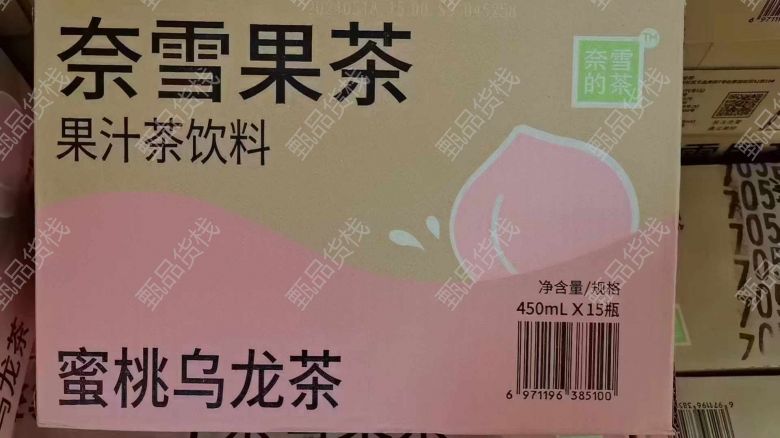 奈雪果茶
果汁茶饮料
奈雪
的茶
TM
净含量/规格
450mL X 15瓶
6 971196 385100
蜜桃乌龙茶
甄品货栈